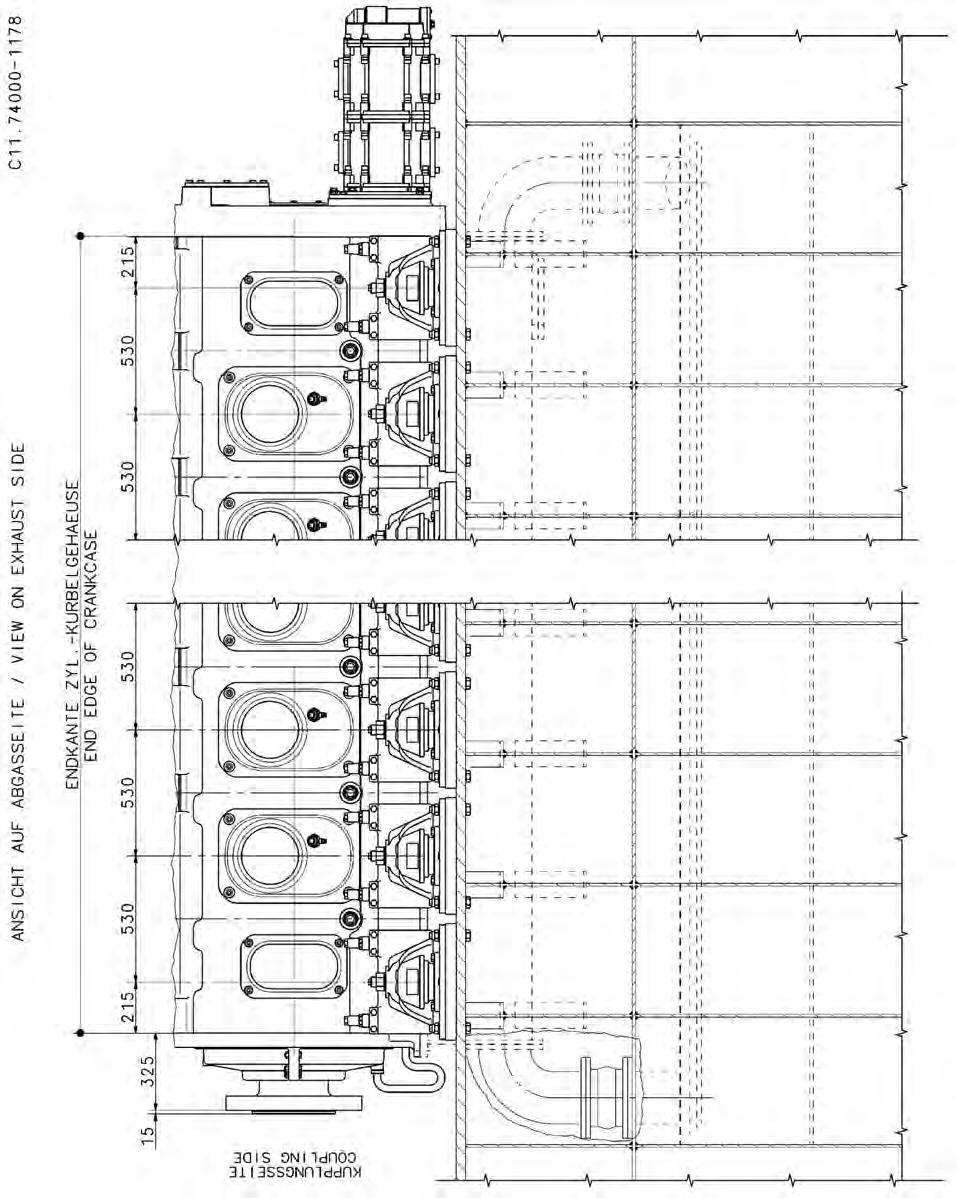 C11.74000-1178
ANSICHT AUF ABGASSEITE / VIEW ON EXHAUST SIDE
ENDKANTE ZYL.-KURBELGEHAEUSE
END EDGE OF CRANKCASE
15
325
215
530
530
530
530
530
215
KUPPLUNGSSEITE
COUPLING SIDE